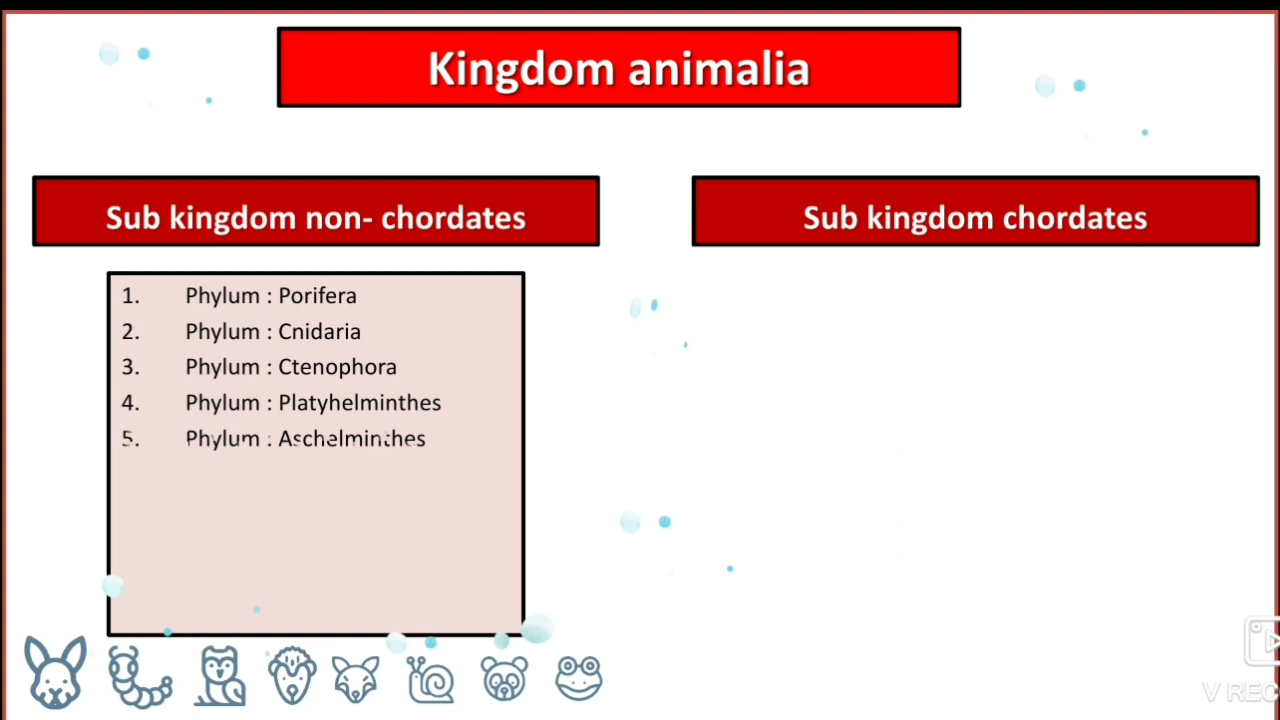 Kingdom animalia
Sub kingdom non- chordates
Sub kingdom chordates
1. Phylum : Porifera
2. Phylum : Cnidaria
3. Phylum : Ctenophora
4. Phylum : Platyhelminthes
5. Phylum : Aschelminthes
V REC